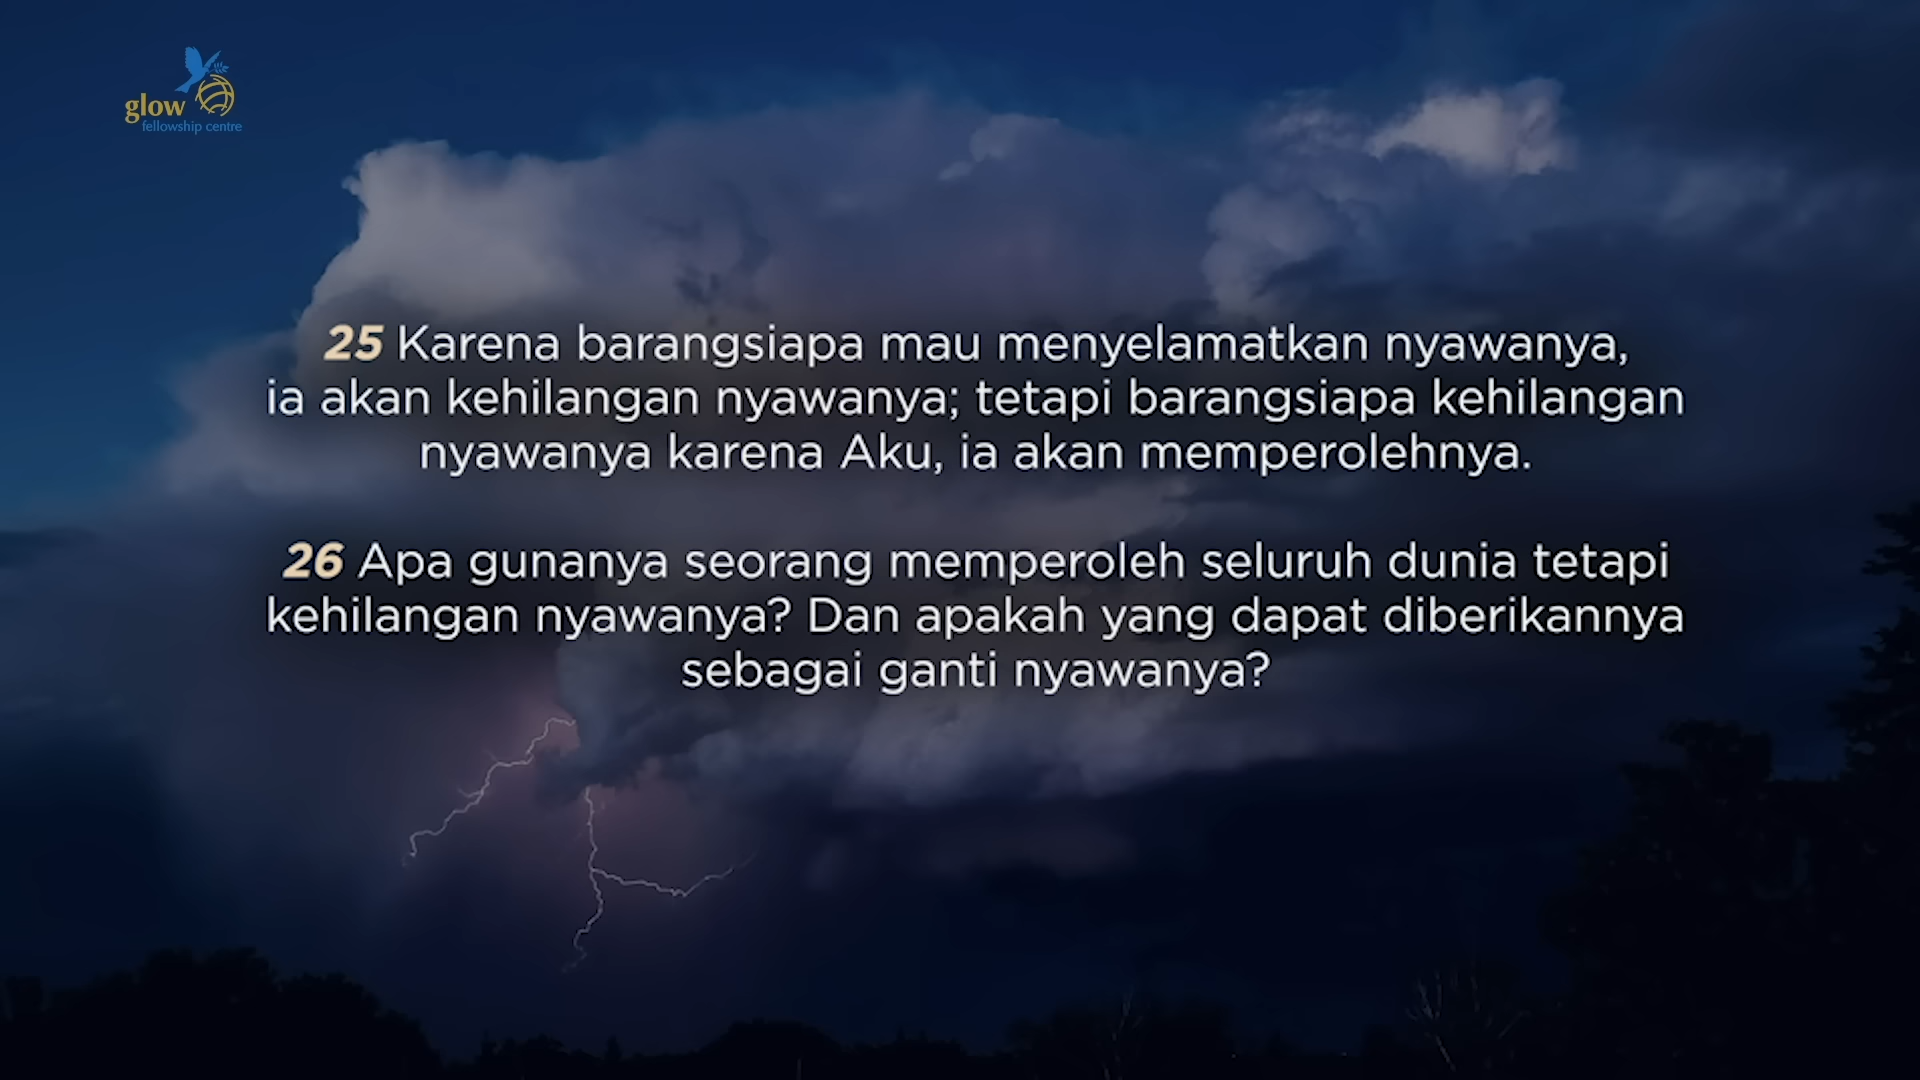 glow
fellowship centre
25 Karena barangsiapa mau menyelamatkan nyawanya,
ia akan kehilangan nyawanya; tetapi barangsiapa kehilangan
nyawanya karena Aku, ia akan memperolehnya.
26 Apa gunanya seorang memperoleh seluruh dunia tetapi
kehilangan nyawanya? Dan apakah yang dapat diberikannya
sebagai ganti nyawanya?